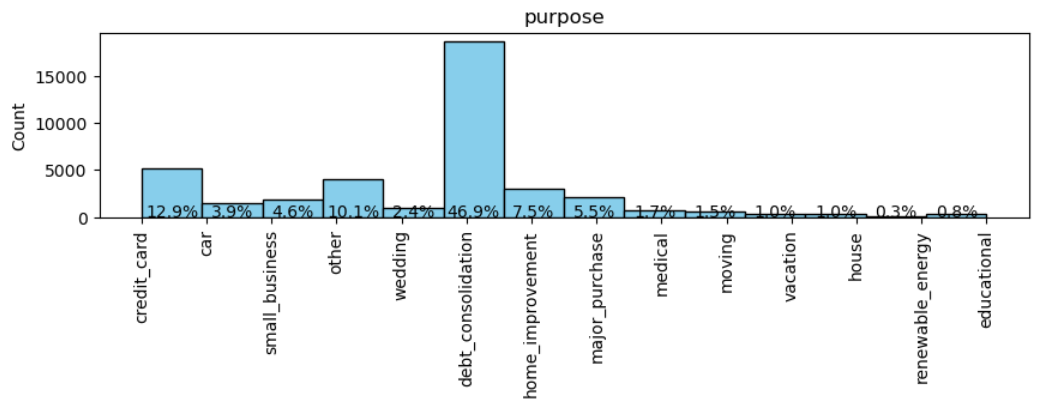 purpose
Count
15000
10000
5000
0
12.9% 3.9% 4.6% 10.1% 2.4% 46.9% 7.5% 5.5% 1.7% 1.5% 1.0% 1.0% 0.3% 0.8%
credit_card
car
small_business
other
wedding
debt_consolidation
home_improvement
major_purchase
medical
moving
vacation
house
renewable_energy
educational